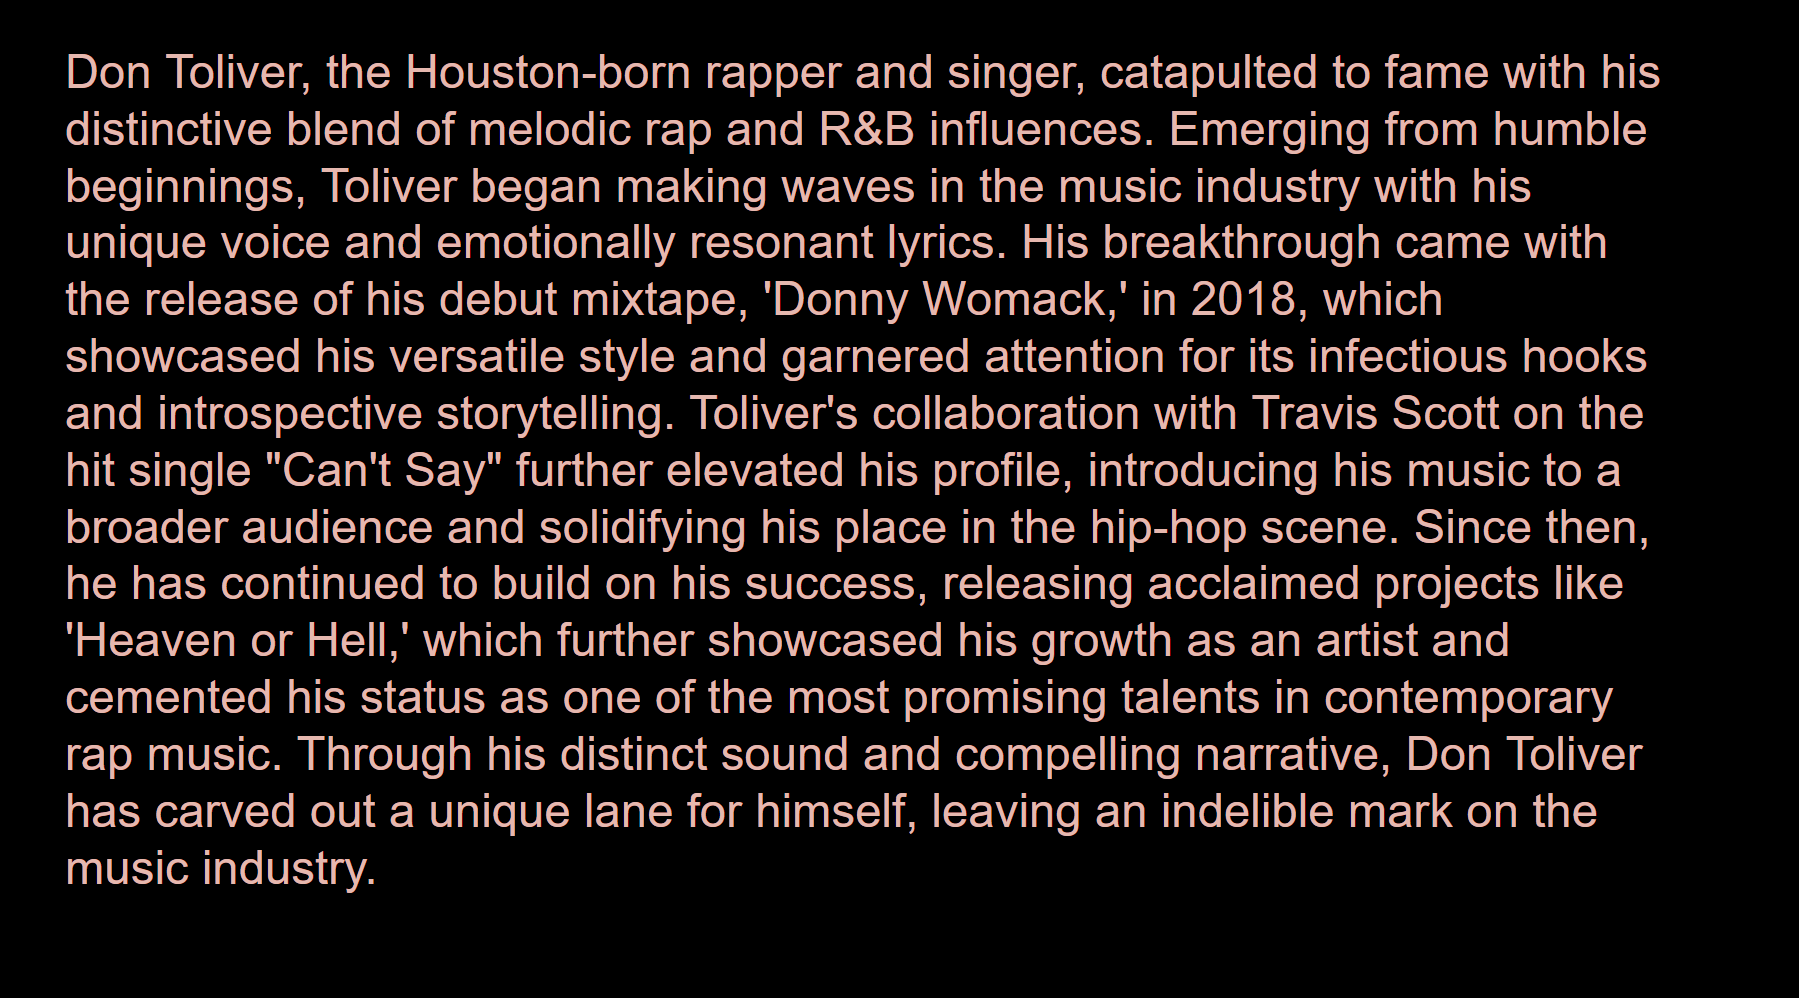 Don Toliver, the Houston-born rapper and singer, catapulted to fame with his
distinctive blend of melodic rap and R&B influences. Emerging from humble
beginnings, Toliver began making waves in the music industry with his
unique voice and emotionally resonant lyrics. His breakthrough came with
the release of his debut mixtape, 'Donny Womack,' in 2018, which
showcased his versatile style and garnered attention for its infectious hooks
and introspective storytelling. Toliver's collaboration with Travis Scott on the
hit single "Can't Say" further elevated his profile, introducing his music to a
broader audience and solidifying his place in the hip-hop scene. Since then,
he has continued to build on his success, releasing acclaimed projects like
'Heaven or Hell,' which further showcased his growth as an artist and
cemented his status as one of the most promising talents in contemporary
rap music. Through his distinct sound and compelling narrative, Don Toliver
has carved out a unique lane for himself, leaving an indelible mark on the
music industry.